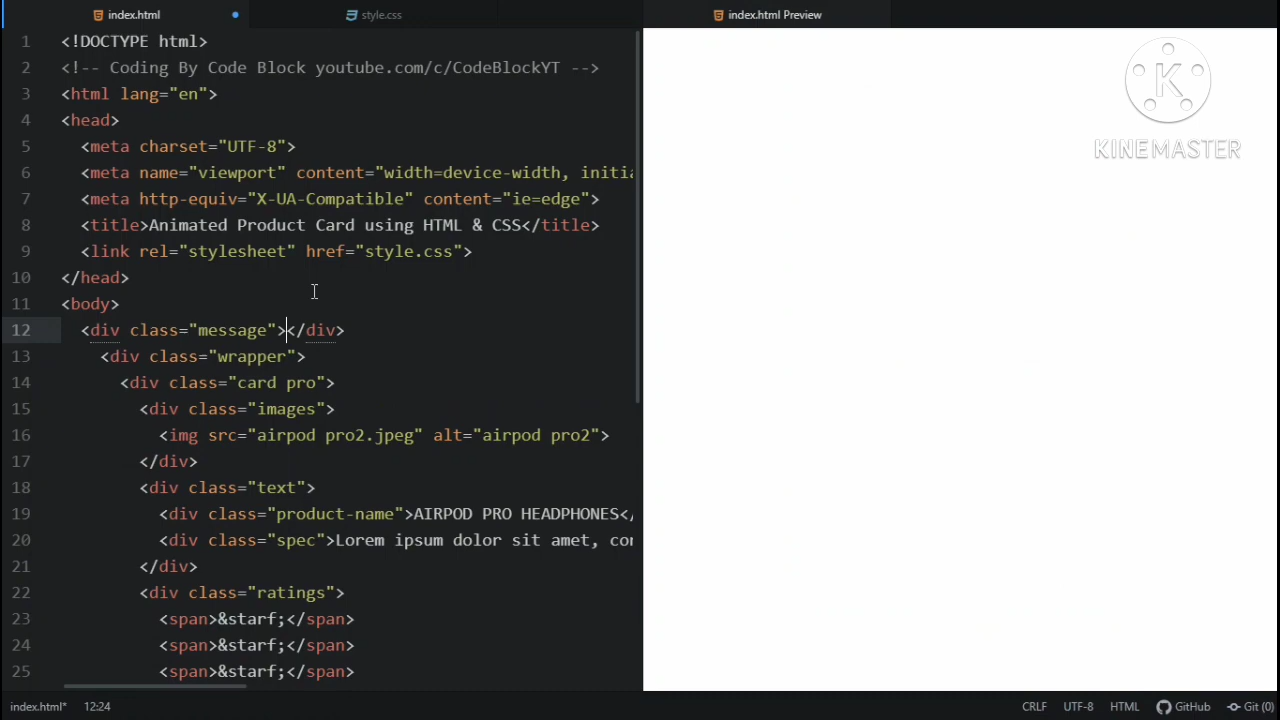 index.html
style.css
index.html Preview
KINEMASTER
1 <!DOCTYPE html>
2 <!-- Coding By Code Block youtube.com/c/CodeBlockYT -->
3 <html lang="en">
4 <head>
5 <meta charset="UTF-8">
6 <meta name="viewport" content="width=device-width, initia
7 <meta http-equiv="X-UA-Compatible" content="ie=edge">
8 <title>Animated Product Card using HTML & CSS</title>
9 <link rel="stylesheet" href="style.css">
10 </head>
11 <body>
12 <div class="message"></div>
13 <div class="wrapper">
14 <div class="card pro">
15 <div class="images">
16 <img src="airpod pro2.jpeg" alt="airpod pro2">
17 </div>
18 <div class="text">
19 <div class="product-name">AIRPOD PRO HEADPHONES</
20 <div class="spec">Lorem ipsum dolor sit amet, con
21 </div>
22 <div class="ratings">
23 <span>&starf;</span>
24 <span>&starf;</span>
25 <span>&starf;</span>
index.html* 12:24
CRLF UTF-8 HTML GitHub Git (0)